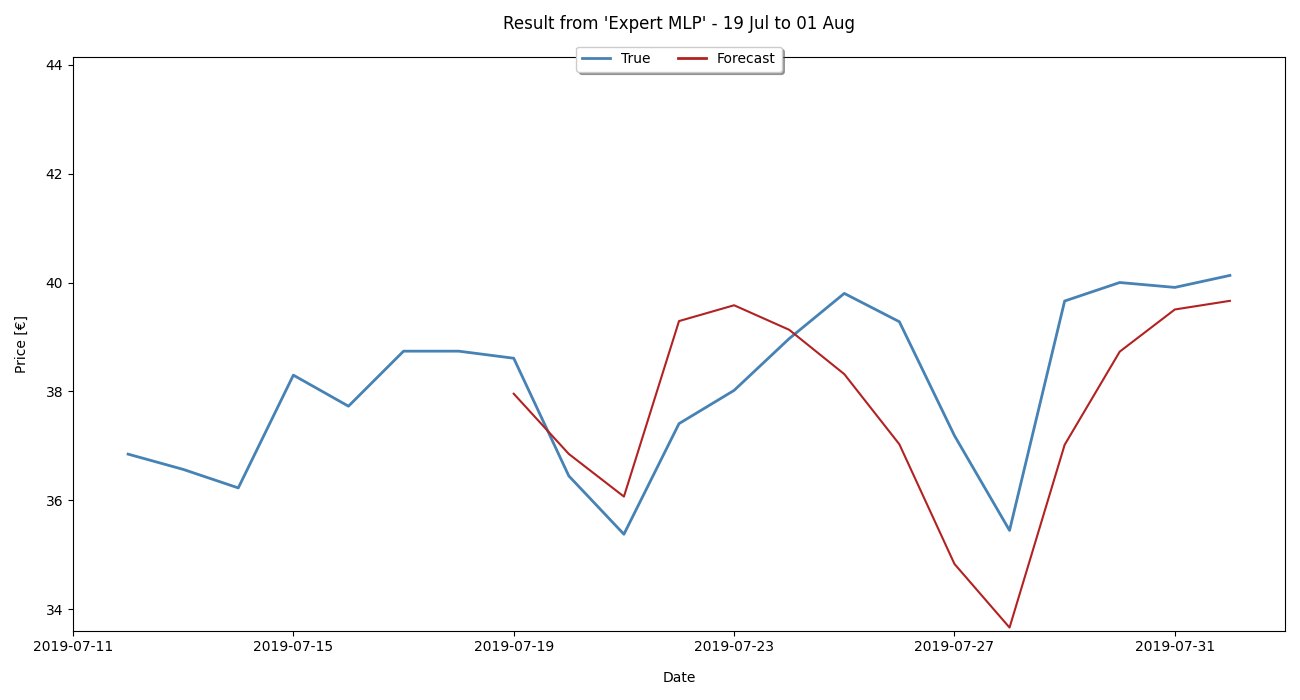 Result from 'Expert MLP' - 19 Jul to 01 Aug
True Forecast
44
42
40
38
36
34
Price [€]
2019-07-11 2019-07-15 2019-07-19 2019-07-23 2019-07-27 2019-07-31
Date